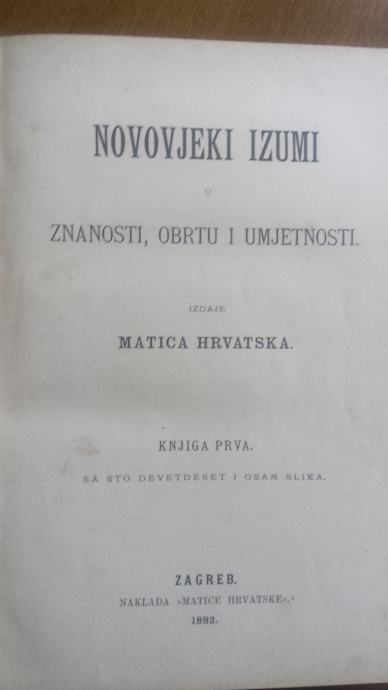 NOVOVJEKI IZUMI
U
ZNANOSTI, OBRTU I UMJETNOSTI.
IZDAJE
MATICA HRVATSKA.
KNJIGA PRVA.
SA STO DEVETDESET I OSAM SLIKA.
ZAGREB.
NAKLADA »MATICE HRVATSKE«.
1882.